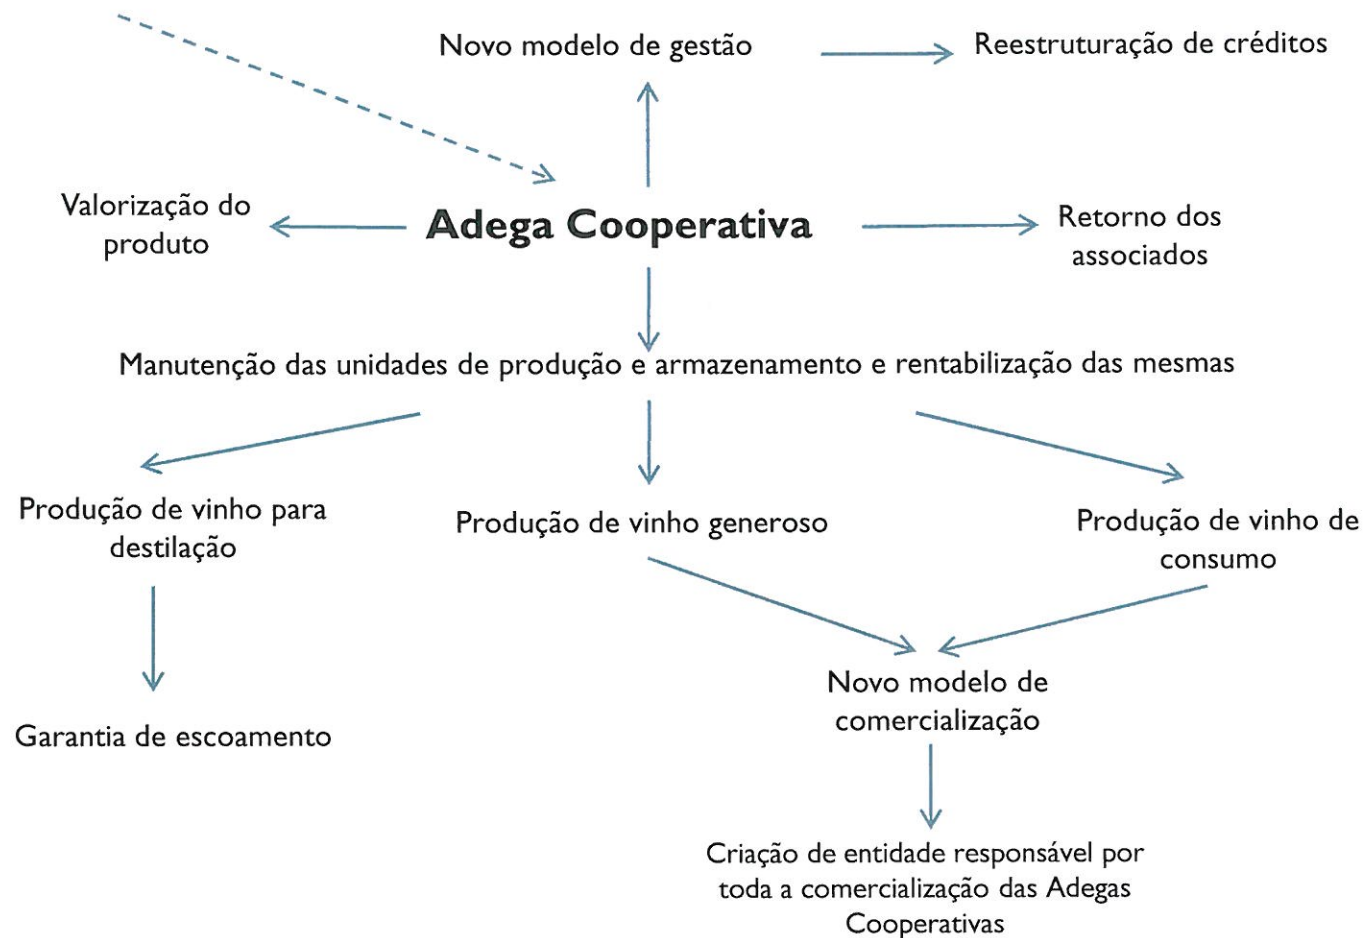 Novo modelo de gestão
Reestruturação de créditos
Valorização do
produto
Adega Cooperativa
Retorno dos
associados
Manutenção das unidades de produção e armazenamento e rentabilização das mesmas
Produção de vinho para
destilação
Produção de vinho generoso
Produção de vinho de
consumo
Garantia de escoamento
Novo modelo de
comercialização
Criação de entidade responsável por
toda a comercialização das Adegas
Cooperativas